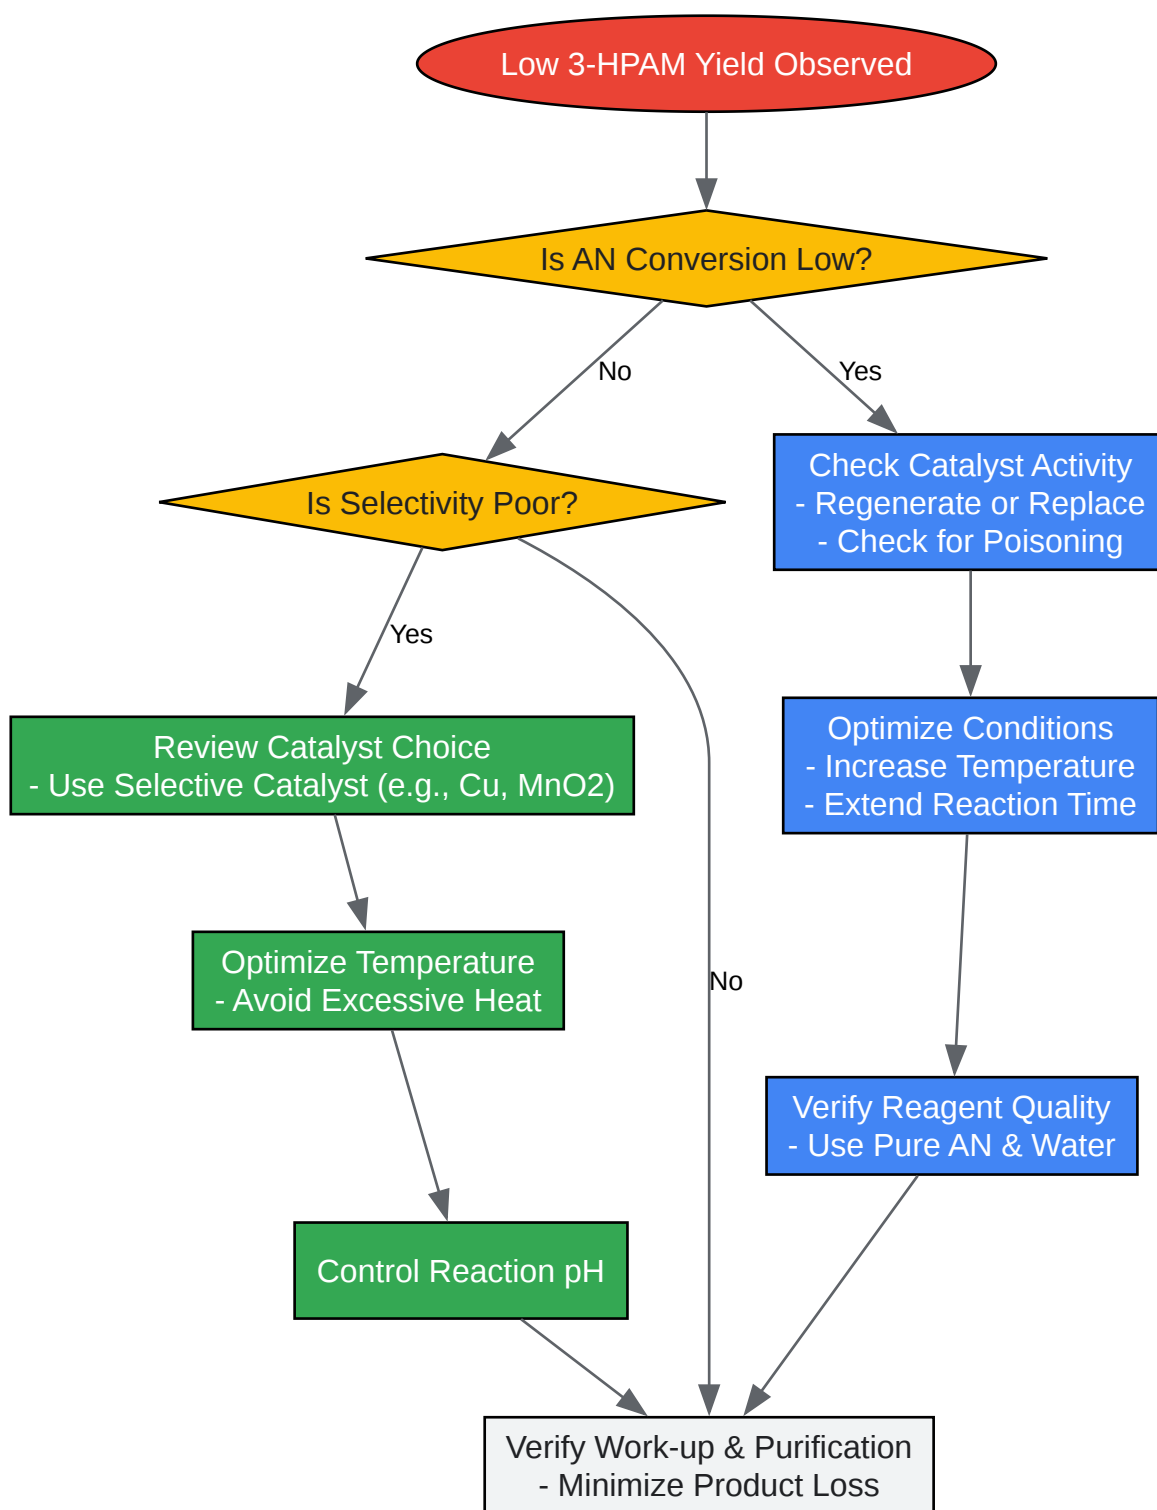 Low 3-HPAM Yield Observed
Is AN Conversion Low?
No
Yes
Is Selectivity Poor?
Check Catalyst Activity
- Regenerate or Replace
- Check for Poisoning
Yes
Review Catalyst Choice
- Use Selective Catalyst (e.g., Cu, MnO2)
Optimize Conditions
- Increase Temperature
- Extend Reaction Time
Optimize Temperature
- Avoid Excessive Heat
No
Verify Reagent Quality
- Use Pure AN & Water
Control Reaction pH
Verify Work-up & Purification
- Minimize Product Loss